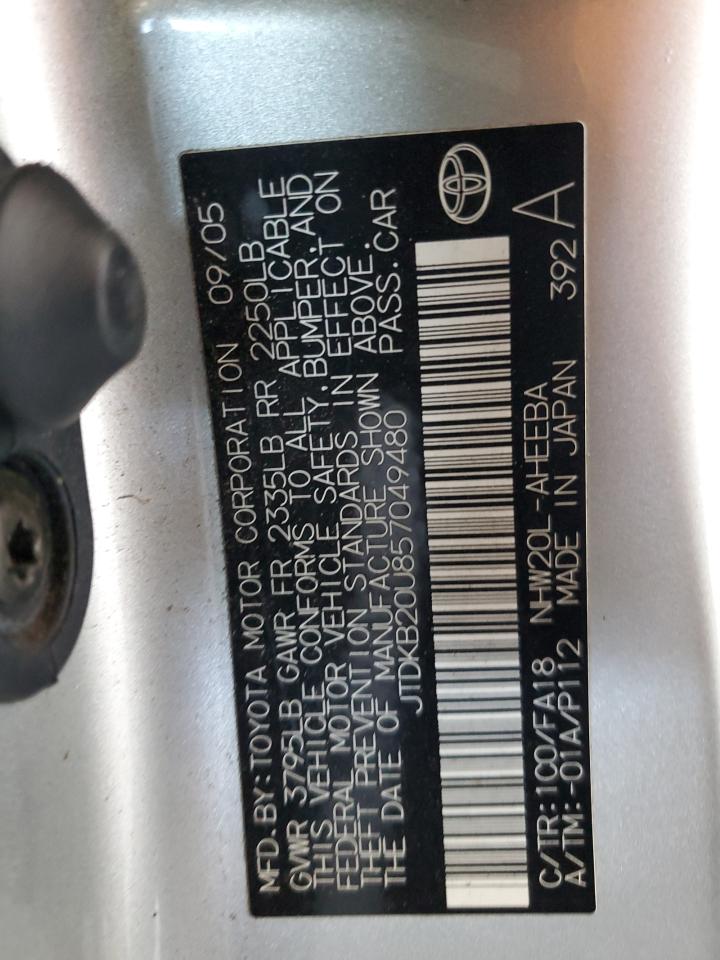 MFD.BY:TOYOTA MOTOR CORPORATION 09/05
GVWR 3795LB GAWR FR 2335LB RR 2250LB
THIS VEHICLE CONFORMS TO ALL APPLICABLE
FEDERAL MOTOR VEHICLE SAFETY,BUMPER,AND
THEFT PREVENTION STANDARDS IN EFFECT ON
THE DATE OF MANUFACTURE SHOWN ABOVE.
JTDKB20U857049480 PASS.CAR
C/TR:1C0/FA18 NHW20L-AHEEBA 392 A
A/TM:-01A/P112 MADE IN JAPAN